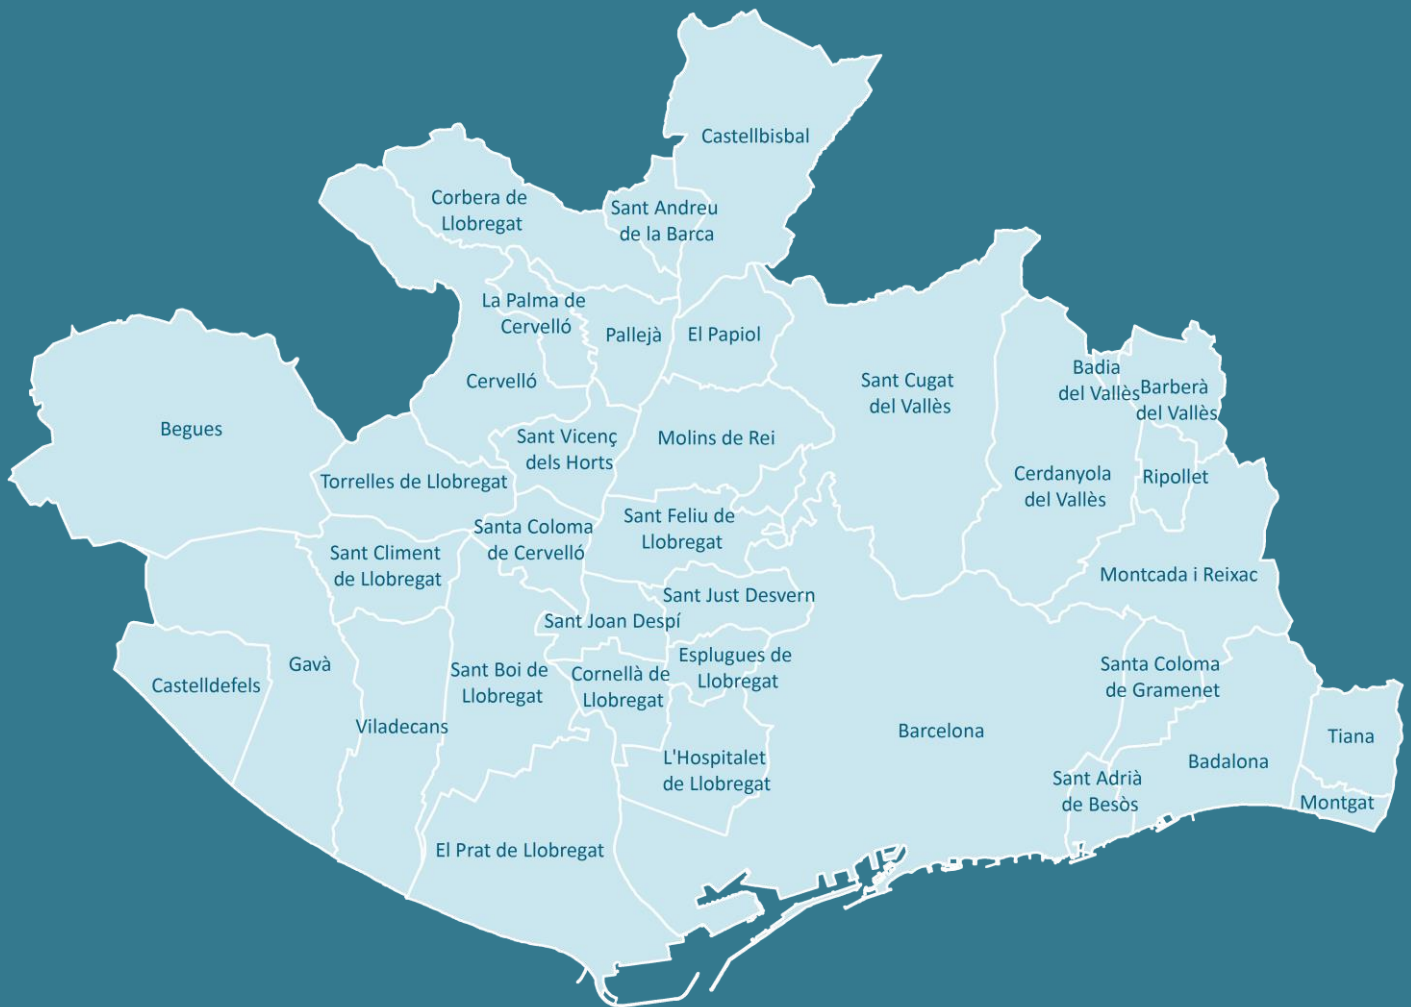 Castellbisbal
Corbera de
Llobregat
Sant Andreu
de la Barca
La Palma de
Cervelló
Pallejà
El Papiol
Cervelló
Sant Cugat
del Vallès
Badia
del Vallès
Barberà
del Vallès
Begues
Sant Vicenç
dels Horts
Molins de Rei
Torrelles de Llobregat
Cerdanyola
del Vallès
Ripollet
Santa Coloma
de Cervelló
Sant Feliu de
Llobregat
Sant Climent
de Llobregat
Montcada i Reixac
Sant Just Desvern
Sant Joan Despí
Castelldefels
Gavà
Sant Boi de
Llobregat
Cornellà de
Llobregat
Esplugues de
Llobregat
Santa Coloma
de Gramenet
Viladecans
Barcelona
L'Hospitalet
de Llobregat
Sant Adrià
de Besòs
Badalona
Tiana
Montgat
El Prat de Llobregat